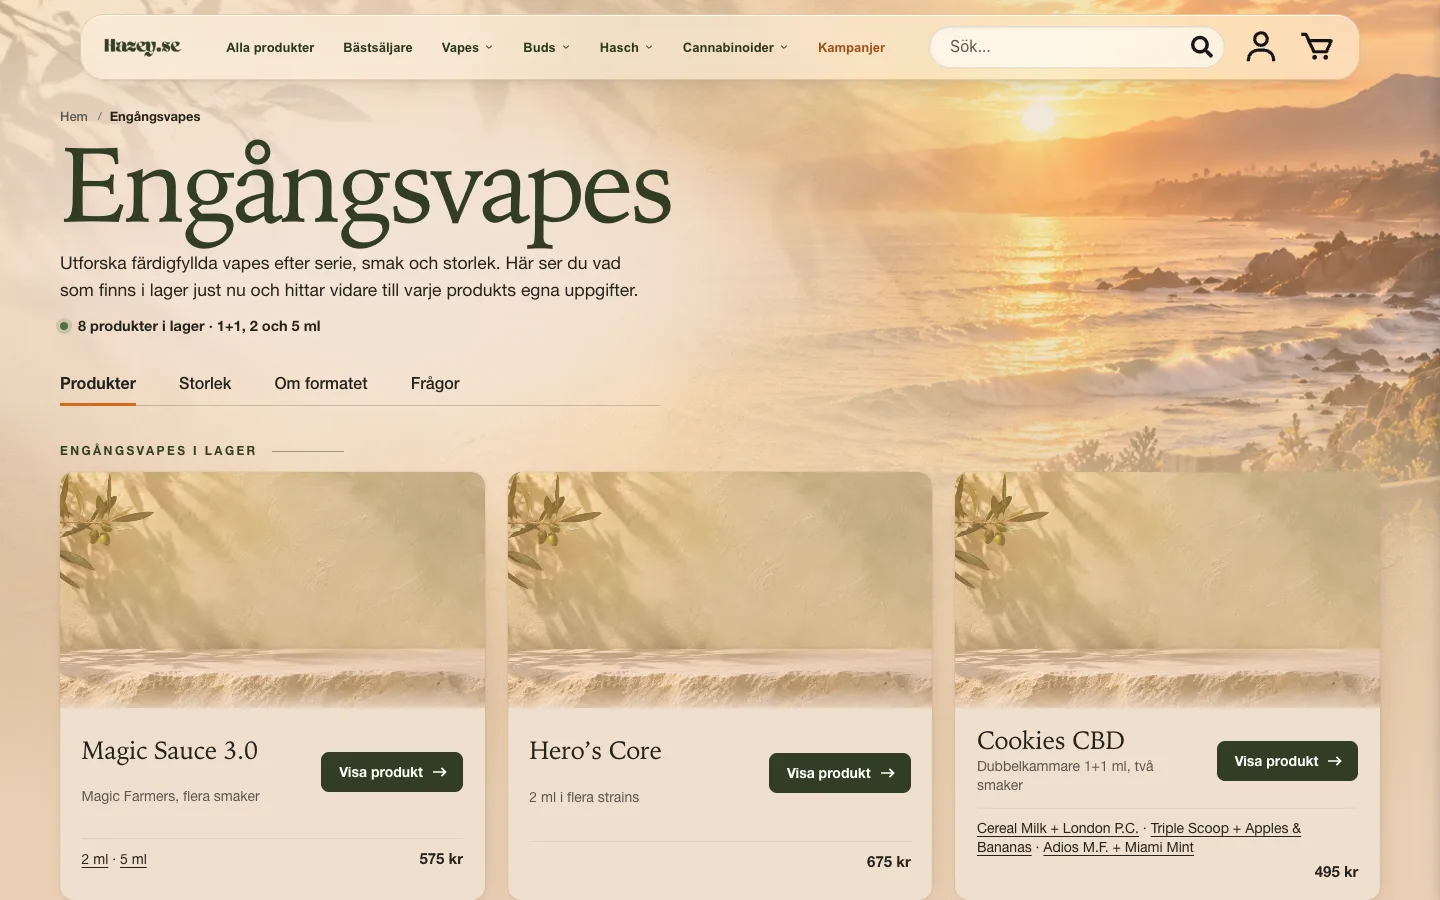 Hazey.se
Alla produkter
Bästsäljare
Vapes
Buds
Hasch
Cannabinoider
Kampanjer
Sök...
Hem / Engångsvapes
Engångsvapes
Utforska färdigfyllda vapes efter serie, smak och storlek. Här ser du vad
som finns i lager just nu och hittar vidare till varje produkts egna uppgifter.
8 produkter i lager · 1+1, 2 och 5 ml
Produkter
Storlek
Om formatet
Frågor
ENGÅNGSVAPES I LAGER
Magic Sauce 3.0
Magic Farmers, flera smaker
Visa produkt →
2 ml · 5 ml
575 kr
Hero’s Core
2 ml i flera strains
Visa produkt →
675 kr
Cookies CBD
Dubbelkammare 1+1 ml, två
smaker
Visa produkt →
Cereal Milk + London P.C. · Triple Scoop + Apples &
Bananas · Adios M.F. + Miami Mint
495 kr